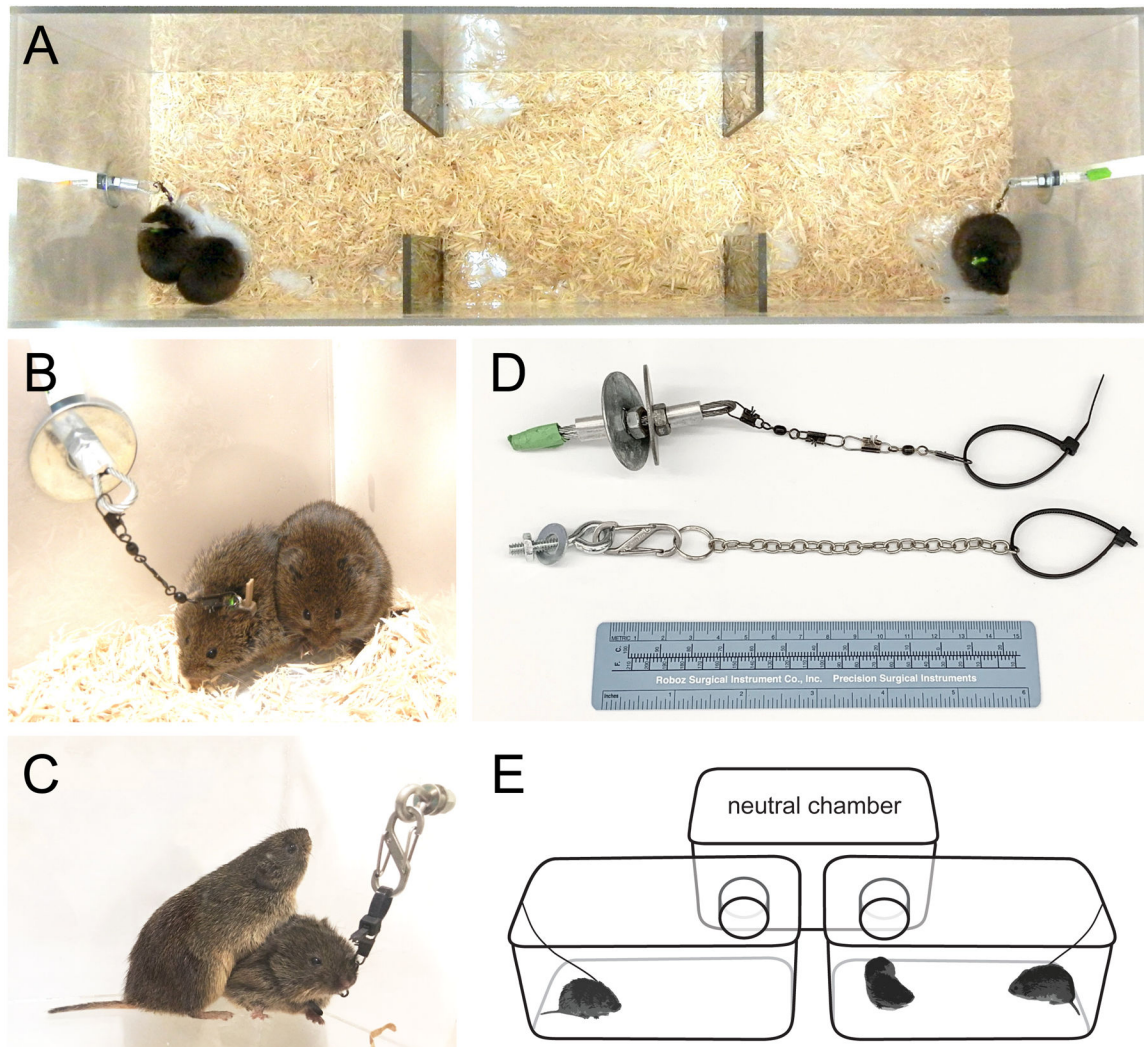 A
B
D
METRIC 1 2 3 4 5 6 7 8 9 10 11 12 13 14 15
C.
F.
Roboz Surgical Instrument Co., Inc. Precision Surgical Instruments
Inches 1 2 3 4 5 6
C
E
neutral chamber